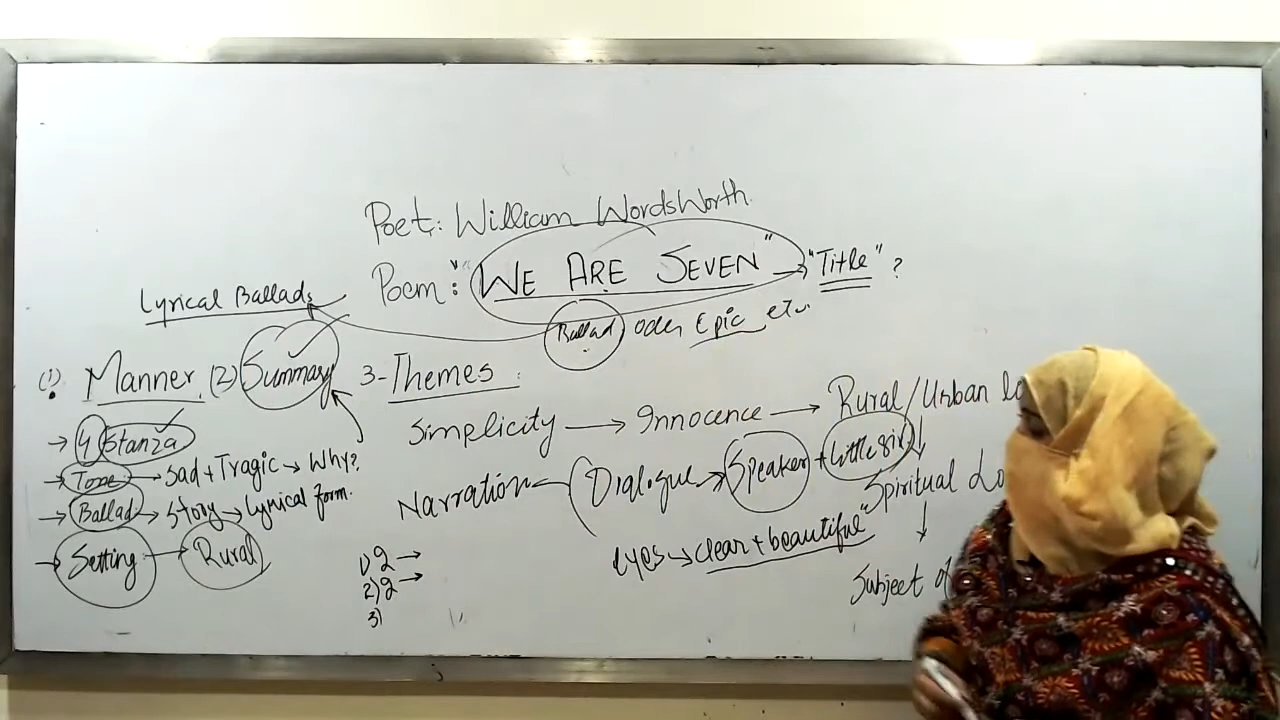 Poet: William WordsWorth.
Poem: "WE ARE SEVEN" → "Title" ?
Lyrical Ballads
Ballad odes Epic etc.
(1) Manner (2) Summary 3- Themes :
→ 4 Stanza
→ Tone → Sad + Tragic → Why?
→ Ballad → Story → Lyrical form.
→ Setting → Rural
Simplicity → Innocence → Rural / Urban
Narration – Dialogue → Speaker + Little girl
Spiritual
eyes → clear + beautiful"
Subject of
1) 2 →
2) 2 →
3)